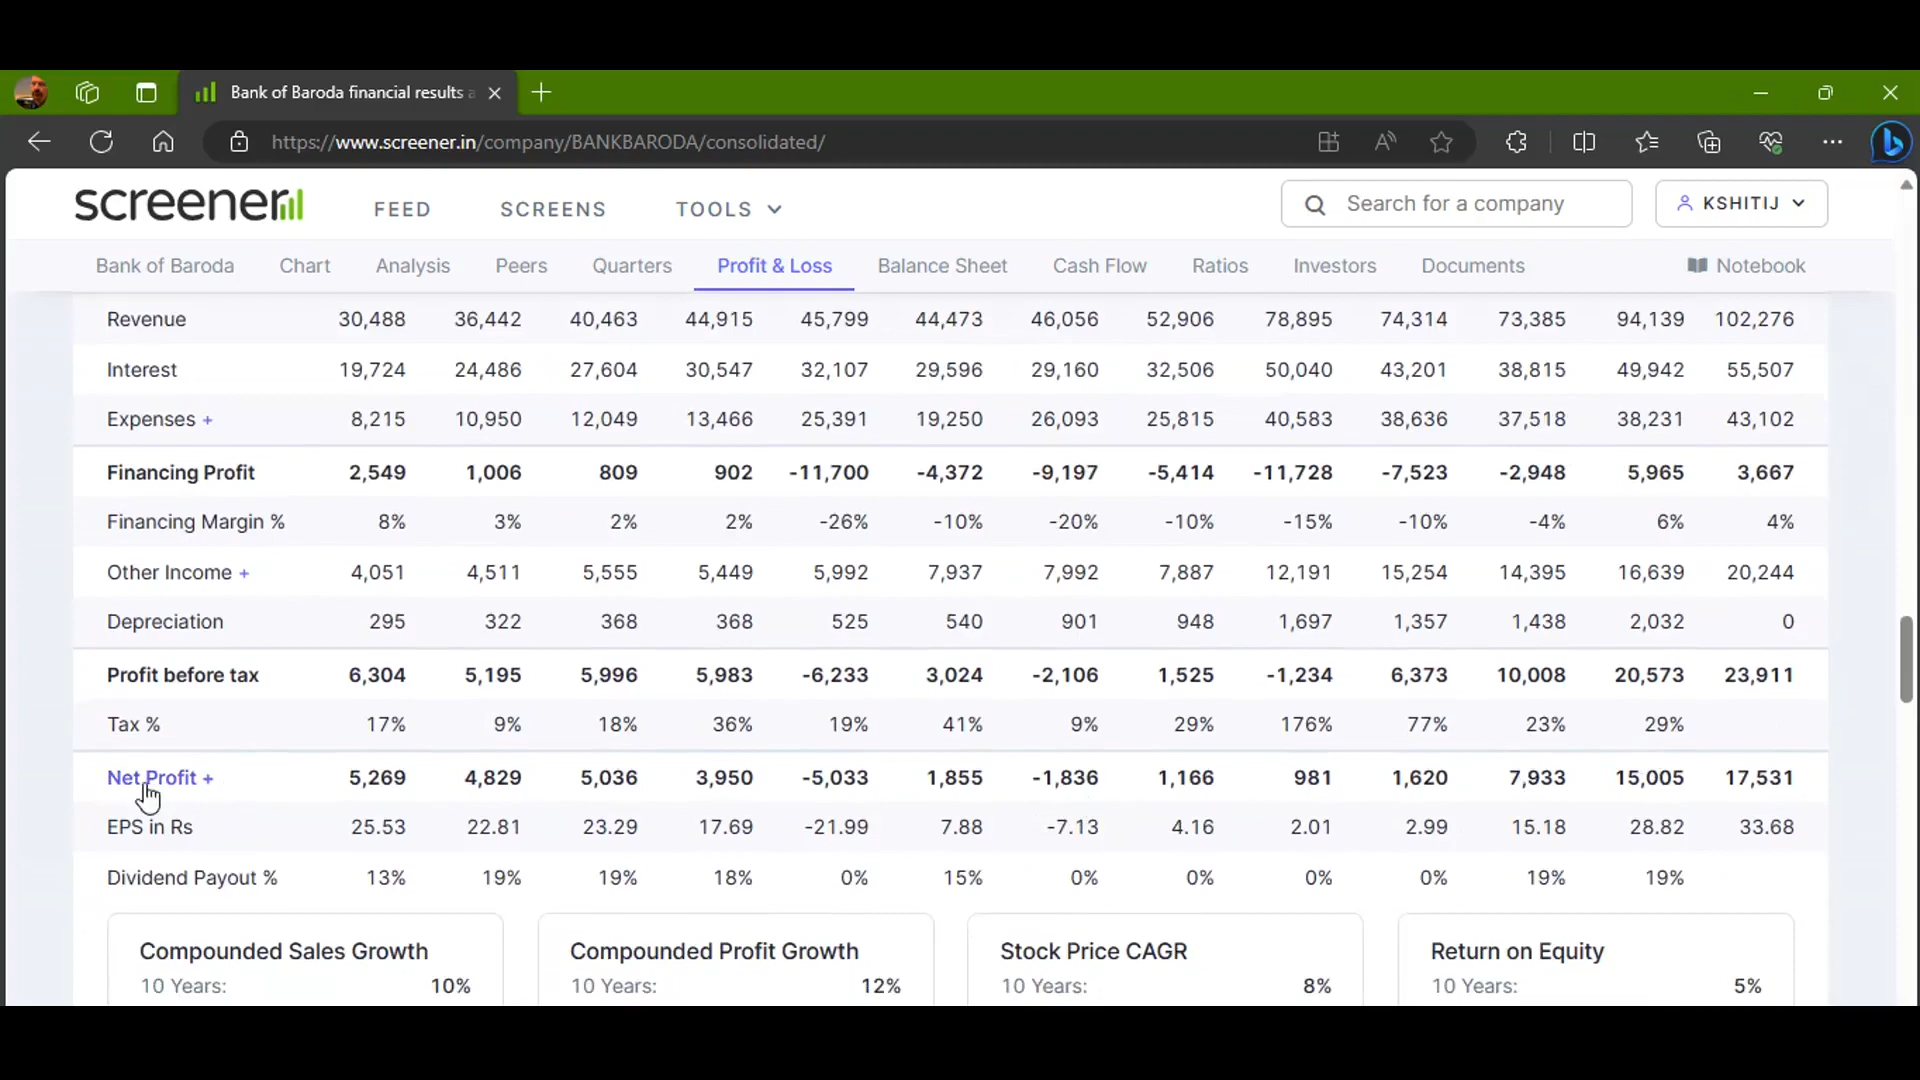 Bank of Baroda financial results a
https://www.screener.in/company/BANKBARODA/consolidated/
screener FEED SCREENS TOOLS Search for a company KSHITIJ
Bank of Baroda Chart Analysis Peers Quarters Profit & Loss Balance Sheet Cash Flow Ratios Investors Documents Notebook
Revenue 30,488 36,442 40,463 44,915 45,799 44,473 46,056 52,906 78,895 74,314 73,385 94,139 102,276
Interest 19,724 24,486 27,604 30,547 32,107 29,596 29,160 32,506 50,040 43,201 38,815 49,942 55,507
Expenses + 8,215 10,950 12,049 13,466 25,391 19,250 26,093 25,815 40,583 38,636 37,518 38,231 43,102
Financing Profit 2,549 1,006 809 902 -11,700 -4,372 -9,197 -5,414 -11,728 -7,523 -2,948 5,965 3,667
Financing Margin % 8% 3% 2% 2% -26% -10% -20% -10% -15% -10% -4% 6% 4%
Other Income + 4,051 4,511 5,555 5,449 5,992 7,937 7,992 7,887 12,191 15,254 14,395 16,639 20,244
Depreciation 295 322 368 368 525 540 901 948 1,697 1,357 1,438 2,032 0
Profit before tax 6,304 5,195 5,996 5,983 -6,233 3,024 -2,106 1,525 -1,234 6,373 10,008 20,573 23,911
Tax % 17% 9% 18% 36% 19% 41% 9% 29% 176% 77% 23% 29%
Net Profit + 5,269 4,829 5,036 3,950 -5,033 1,855 -1,836 1,166 981 1,620 7,933 15,005 17,531
EPS in Rs 25.53 22.81 23.29 17.69 -21.99 7.88 -7.13 4.16 2.01 2.99 15.18 28.82 33.68
Dividend Payout % 13% 19% 19% 18% 0% 15% 0% 0% 0% 0% 19% 19%
Compounded Sales Growth Compounded Profit Growth Stock Price CAGR Return on Equity
10 Years: 10% 10 Years: 12% 10 Years: 8% 10 Years: 5%